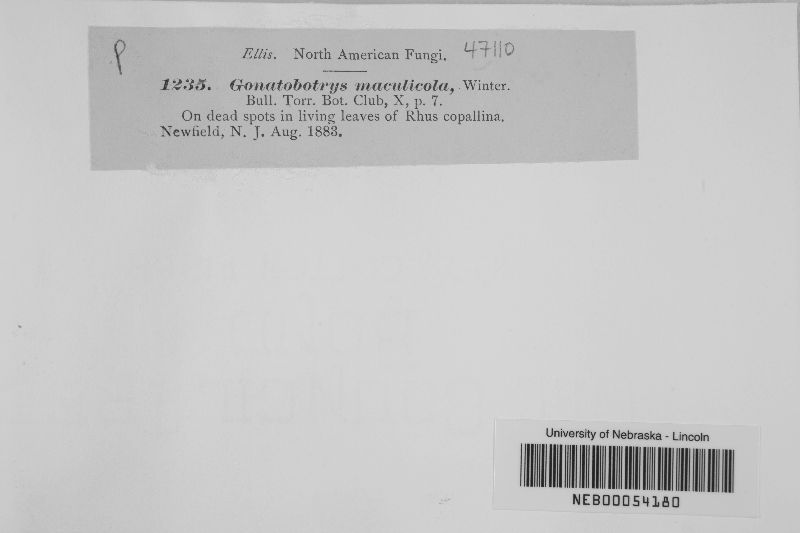 P
Ellis. North American Fungi. 47110
1235. Gonatobotrys maculicola, Winter.
Bull. Torr. Bot. Club, X, p. 7.
On dead spots in living leaves of Rhus copallina.
Newfield, N. J. Aug. 1883.
University of Nebraska - Lincoln
NEB00054180